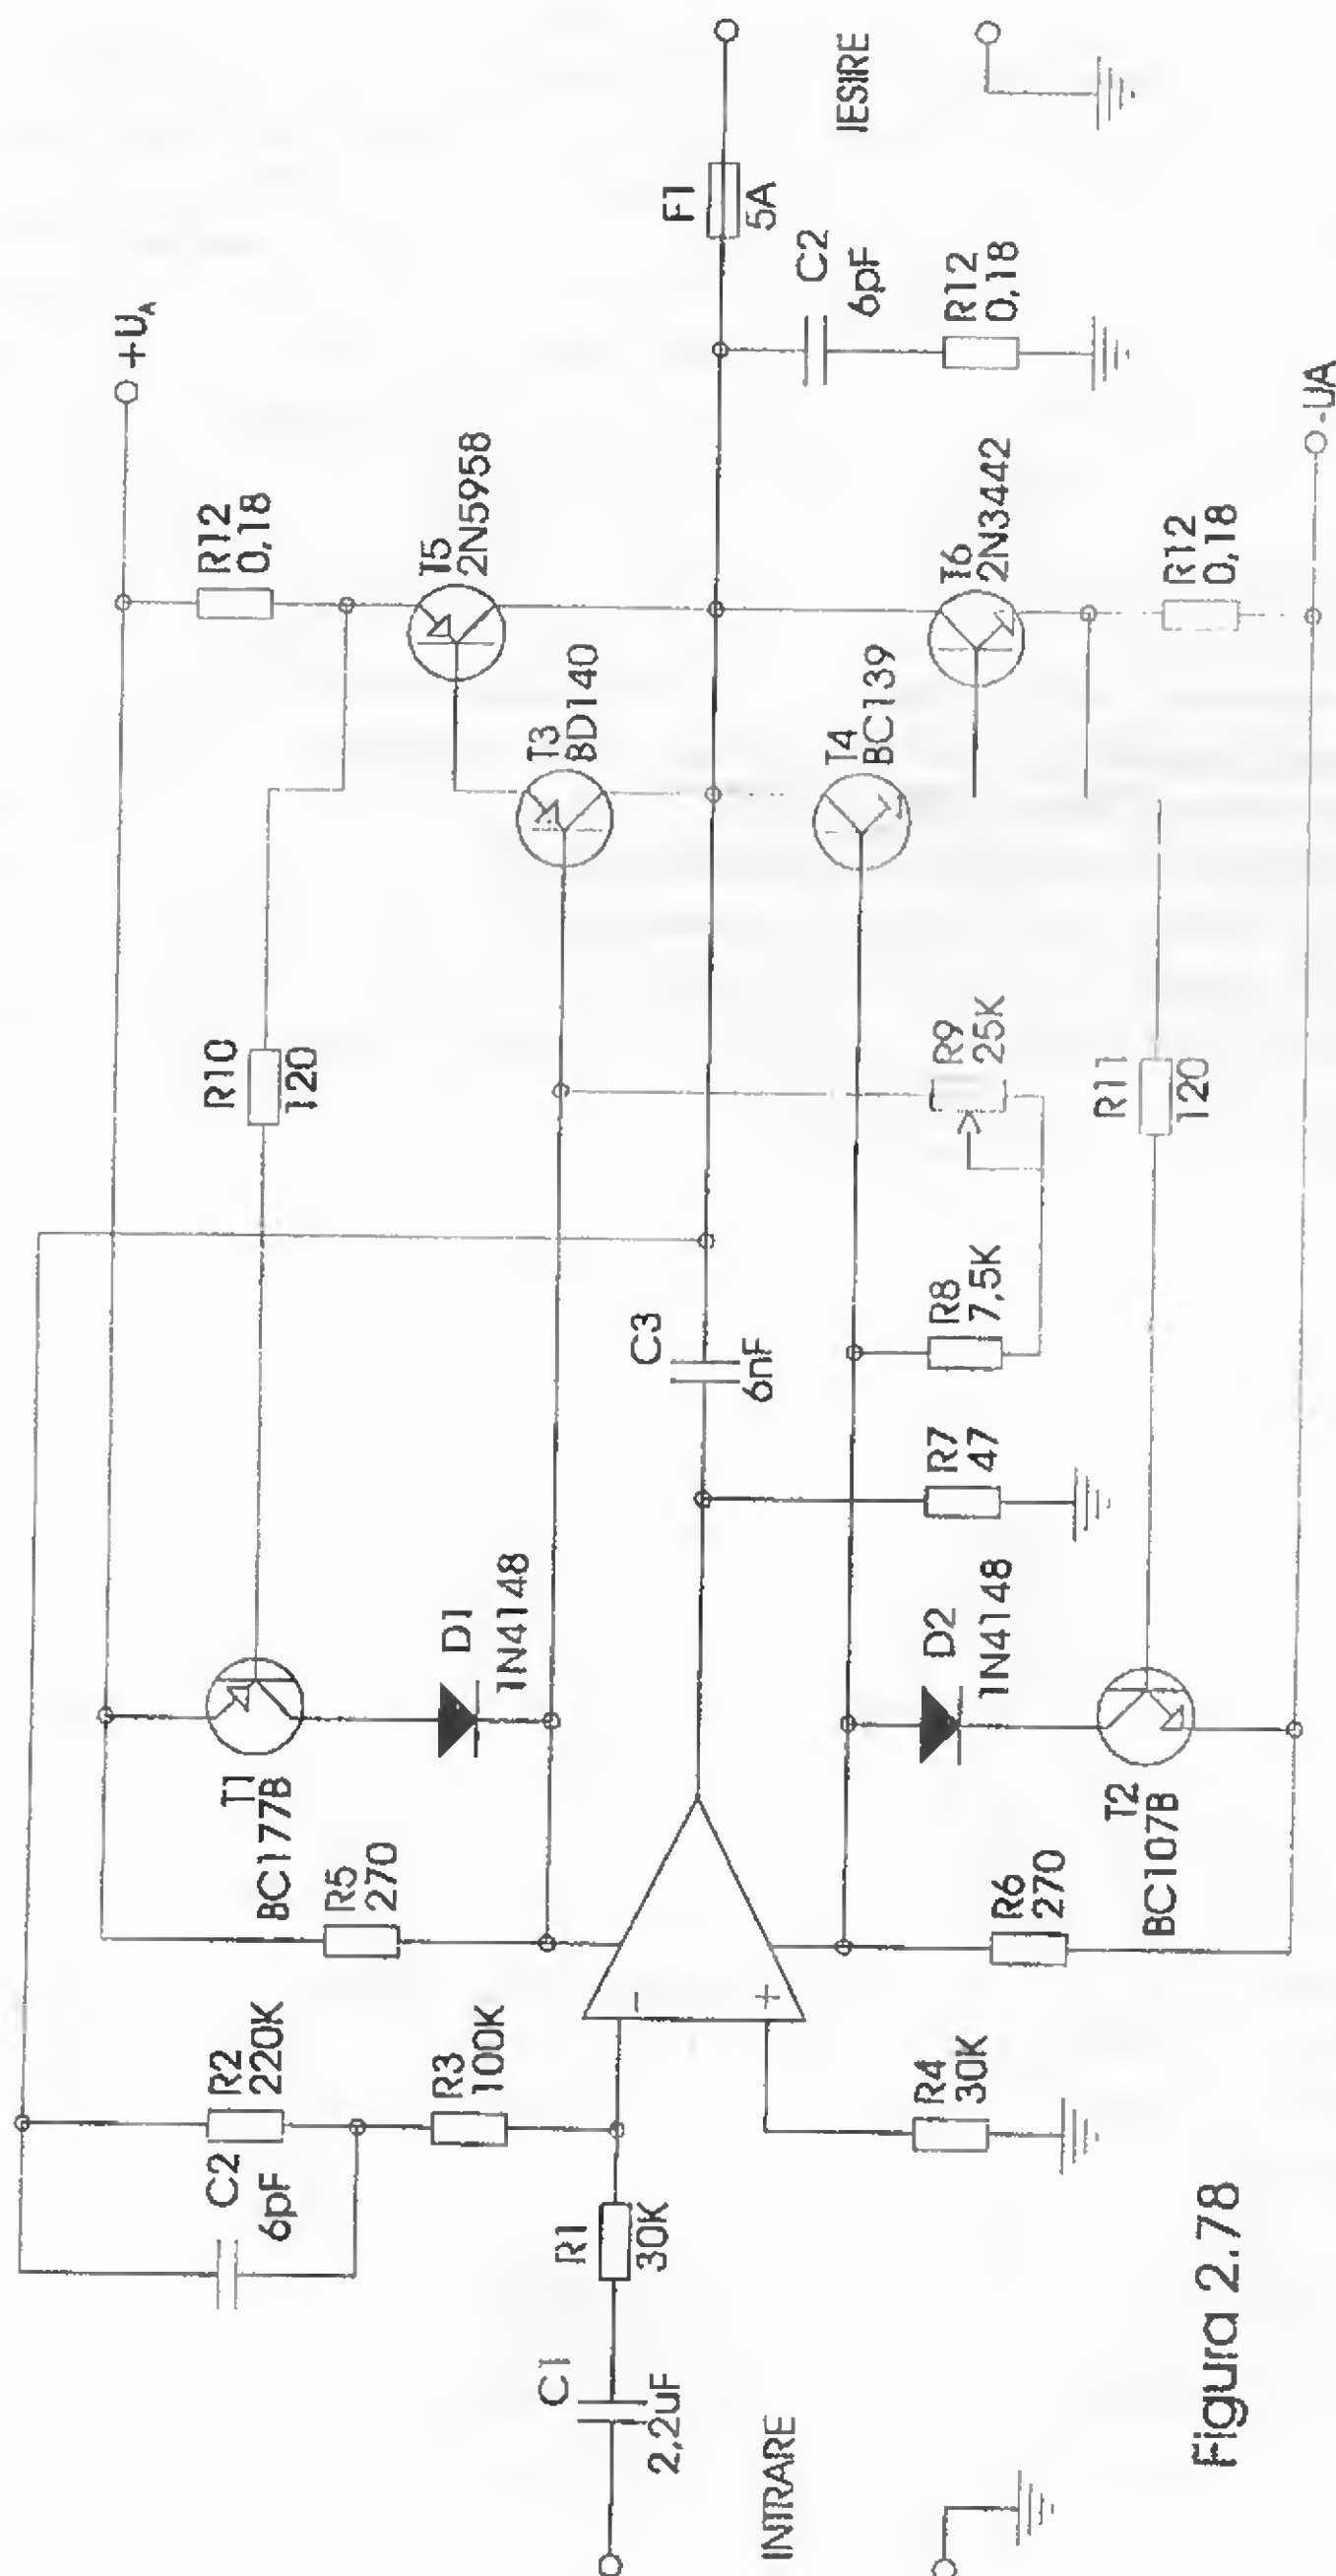 INTRARE
C1
2,2uF
R1
30K
C2
6pF
R2
220K
R3
100K
-
+
R4
30K
R5
270
R6
270
T1
BC177B
T2
BC107B
D1
1N4148
D2
1N4148
R7
47
C3
6nF
R8
7,5K
R9
25K
R10
120
R11
120
T3
BD140
T4
BC139
T5
2N5958
T6
2N3442
R12
0,18
R12
0,18
+UA
-UA
C2
6pF
R12
0,18
F1
5A
IESIRE
Figura 2.78